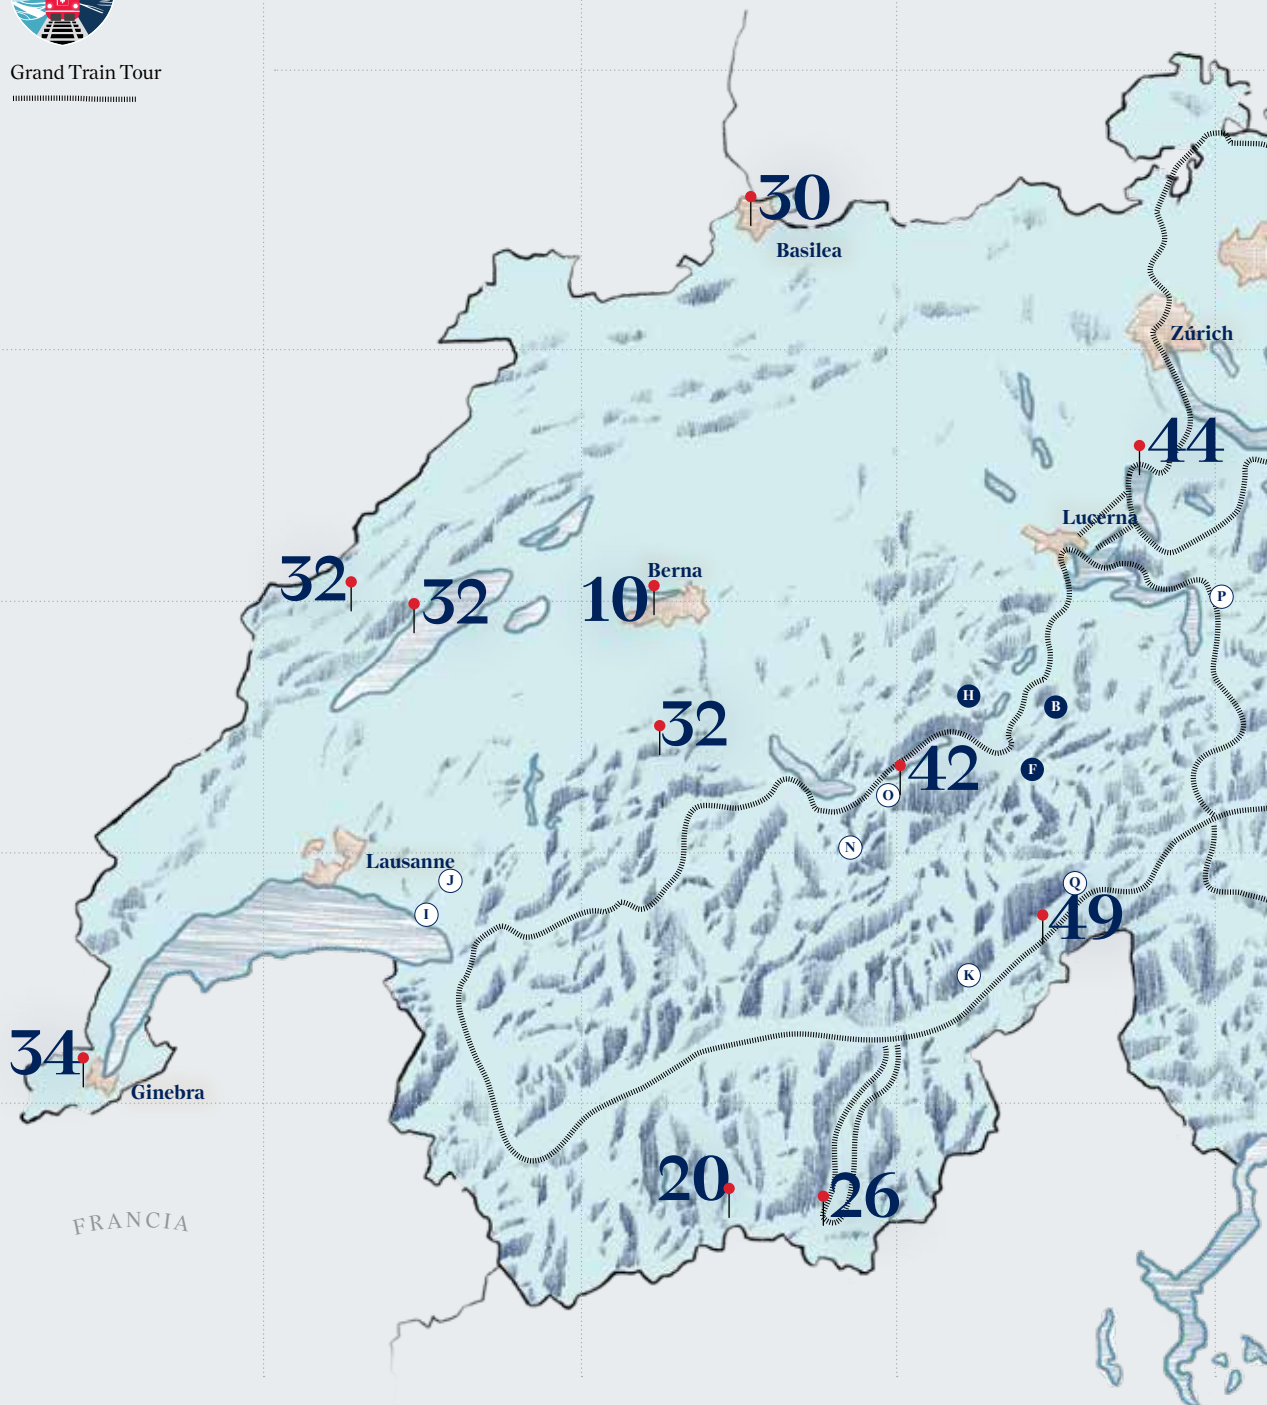 Grand Train Tour
30
Basilea
Zúrich
44
Lucerna
32
32
10
Berna
P
H
B
32
42
F
O
N
Lausanne
J
Q
I
49
K
34
Ginebra
20
26
FRANCIA